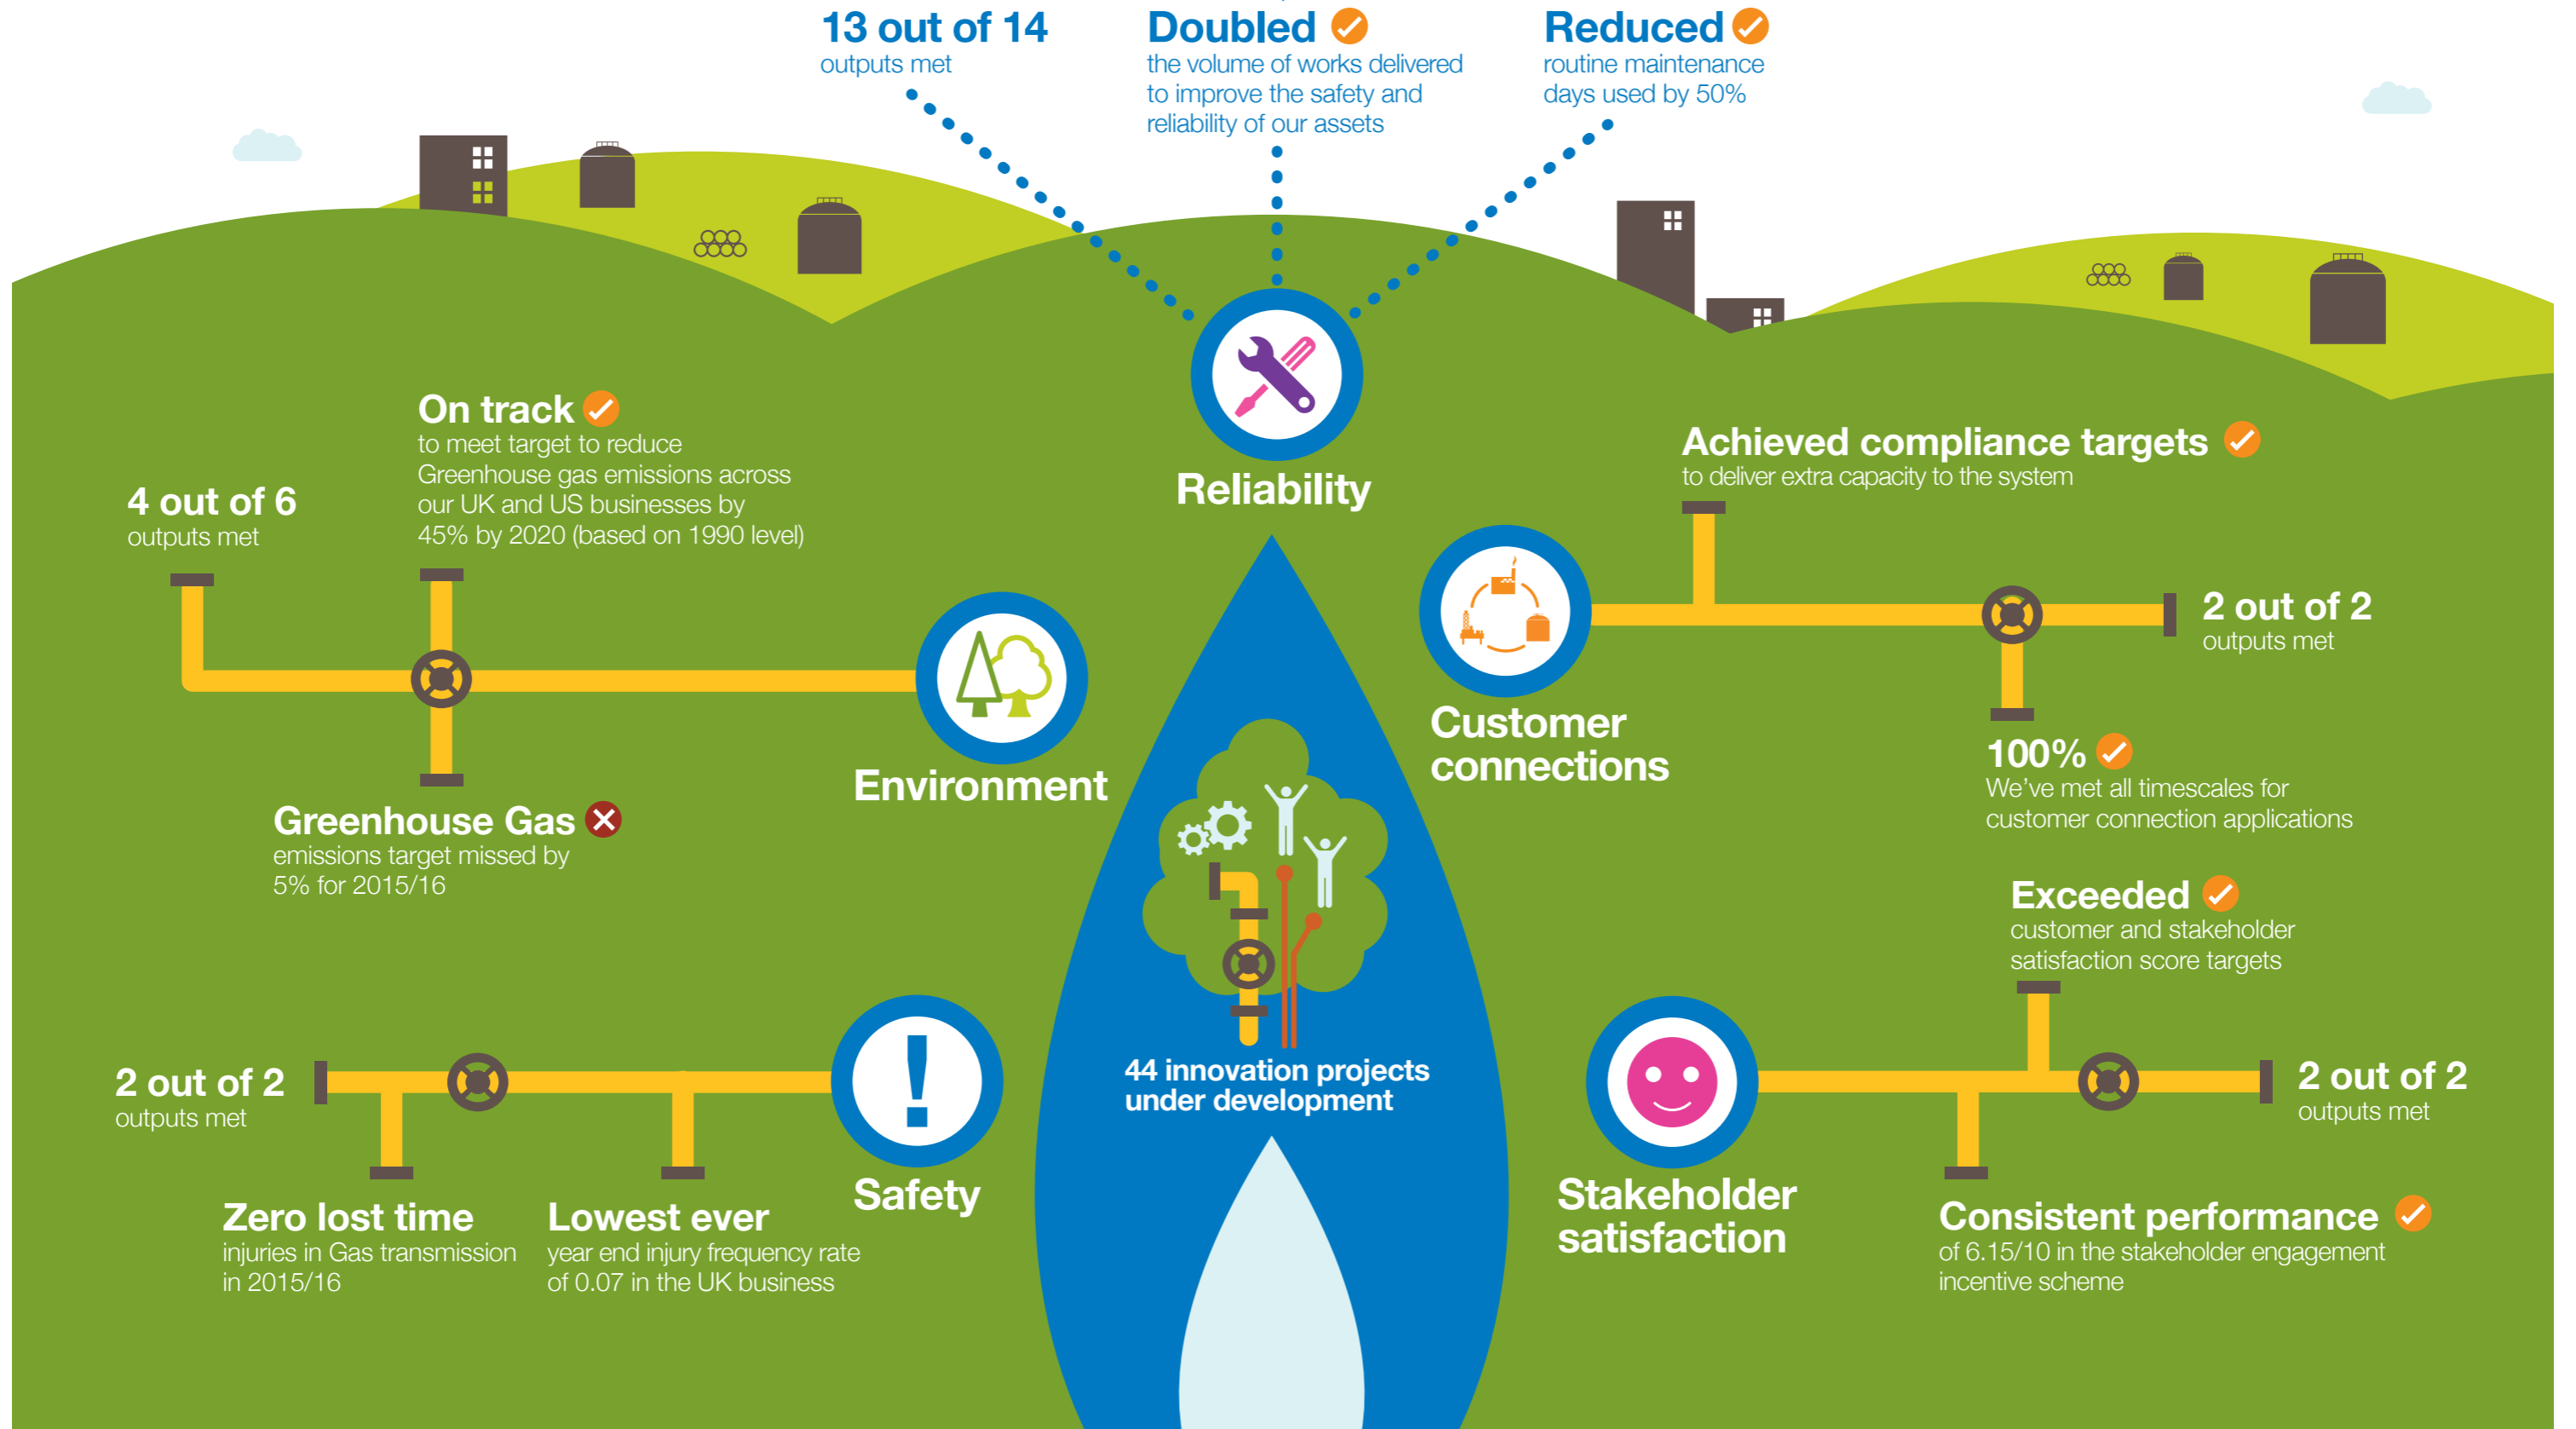 13 out of 14
outputs met
Doubled
the volume of works delivered
to improve the safety and
reliability of our assets
Reduced
routine maintenance
days used by 50%
Reliability
4 out of 6
outputs met
On track
to meet target to reduce
Greenhouse gas emissions across
our UK and US businesses by
45% by 2020 (based on 1990 level)
Greenhouse Gas
emissions target missed by
5% for 2015/16
Environment
Achieved compliance targets
to deliver extra capacity to the system
2 out of 2
outputs met
100%
We've met all timescales for
customer connection applications
Customer
connections
44 innovation projects
under development
2 out of 2
outputs met
Zero lost time
injuries in Gas transmission
in 2015/16
Lowest ever
year end injury frequency rate
of 0.07 in the UK business
!
Safety
Exceeded
customer and stakeholder
satisfaction score targets
2 out of 2
outputs met
Consistent performance
of 6.15/10 in the stakeholder engagement
incentive scheme
Stakeholder
satisfaction